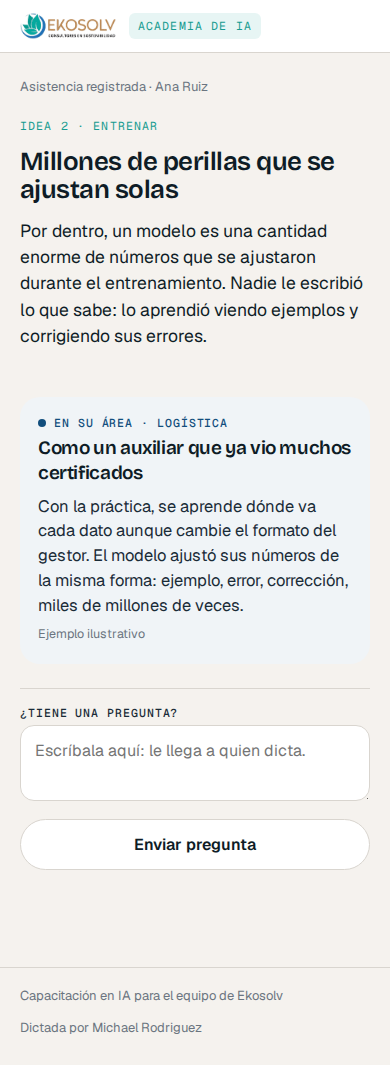 EKOSOLV
ACADEMIA DE IA
Asistencia registrada · Ana Ruiz
IDEA 2 · ENTRENAR
Millones de perillas que se
ajustan solas
Por dentro, un modelo es una cantidad
enorme de números que se ajustaron
durante el entrenamiento. Nadie le escribió
lo que sabe: lo aprendió viendo ejemplos y
corrigiendo sus errores.
EN SU ÁREA · LOGÍSTICA
Como un auxiliar que ya vio muchos
certificados
Con la práctica, se aprende dónde va
cada dato aunque cambie el formato del
gestor. El modelo ajustó sus números de
la misma forma: ejemplo, error, corrección,
miles de millones de veces.
Ejemplo ilustrativo
¿TIENE UNA PREGUNTA?
Escríbala aquí: le llega a quien dicta.
Enviar pregunta
Capacitación en IA para el equipo de Ekosolv
Dictada por Michael Rodriguez